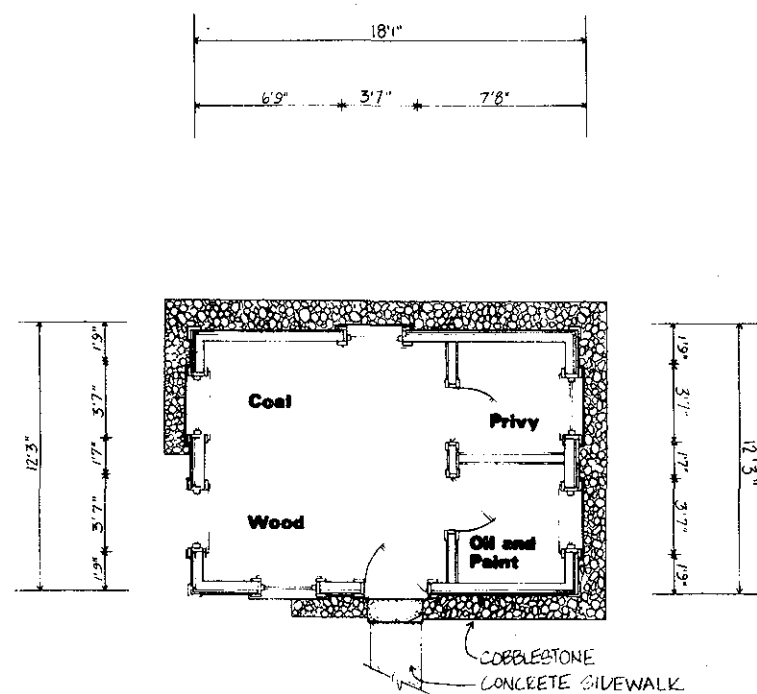 18'1"
6'9" 3'7" 7'8"
1'9"
3'7"
12'3"
1'7"
3'7"
1'9"
Coal
Privy
Wood
Oil and
Paint
1'9"
3'7"
1'7"
12'3"
3'7"
1'9"
COBBLESTONE
CONCRETE SIDEWALK